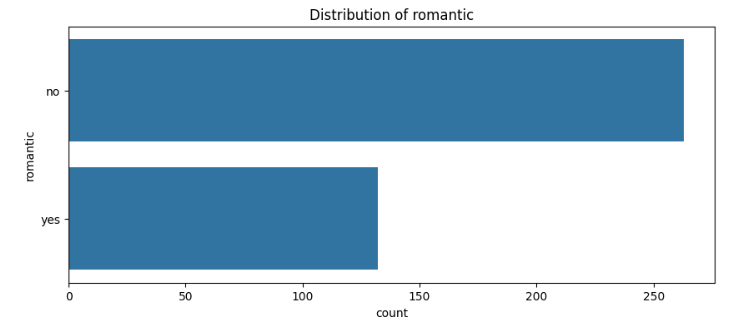 Distribution of romantic
romantic
no
yes
0 50 100 150 200 250
count